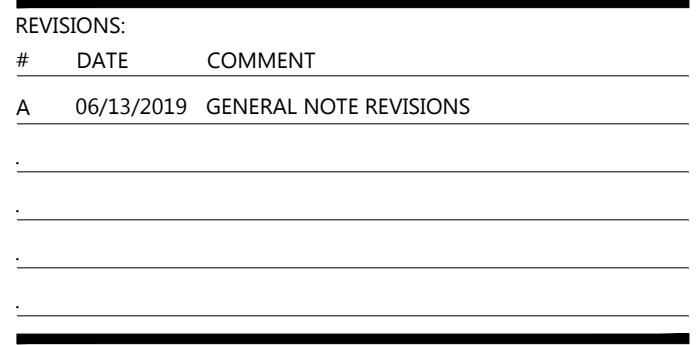 REVISIONS:
# DATE COMMENT
A 06/13/2019 GENERAL NOTE REVISIONS
.
.
.
.